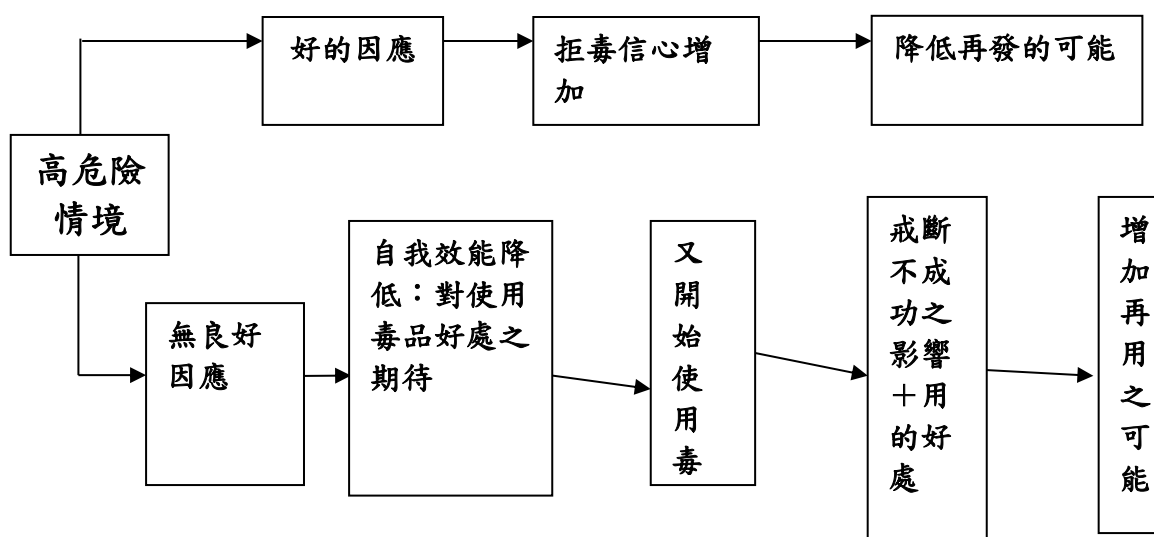 好的因應
拒毒信心增
加
降低再發的可能
高危險
情境
無良好
因應
自我效能降
低：對使用
毒品好處之
期待
又
開
始
使
用
毒
戒斷
不成
功之
影響
＋用
的好
處
增
加
再
用
之
可
能